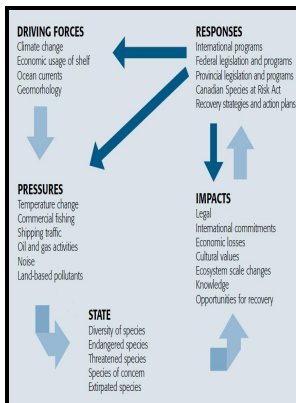 DRIVING FORCES
Climate change
Economic usage of shelf
Ocean currents
Geomorhology
RESPONSES
International programs
Federal legislation and programs
Provincial legislation and programs
Canadian Species at Risk Act
Recovery strategies and action plans
PRESSURES
Temperature change
Commercial fishing
Shipping traffic
Oil and gas activities
Noise
Land-based pollutants
IMPACTS
Legal
International commitments
Economic losses
Cultural values
Ecosystem scale changes
Knowledge
Opportunities for recovery
STATE
Diversity of species
Endangered species
Threatened species
Species of concern
Extirpated species